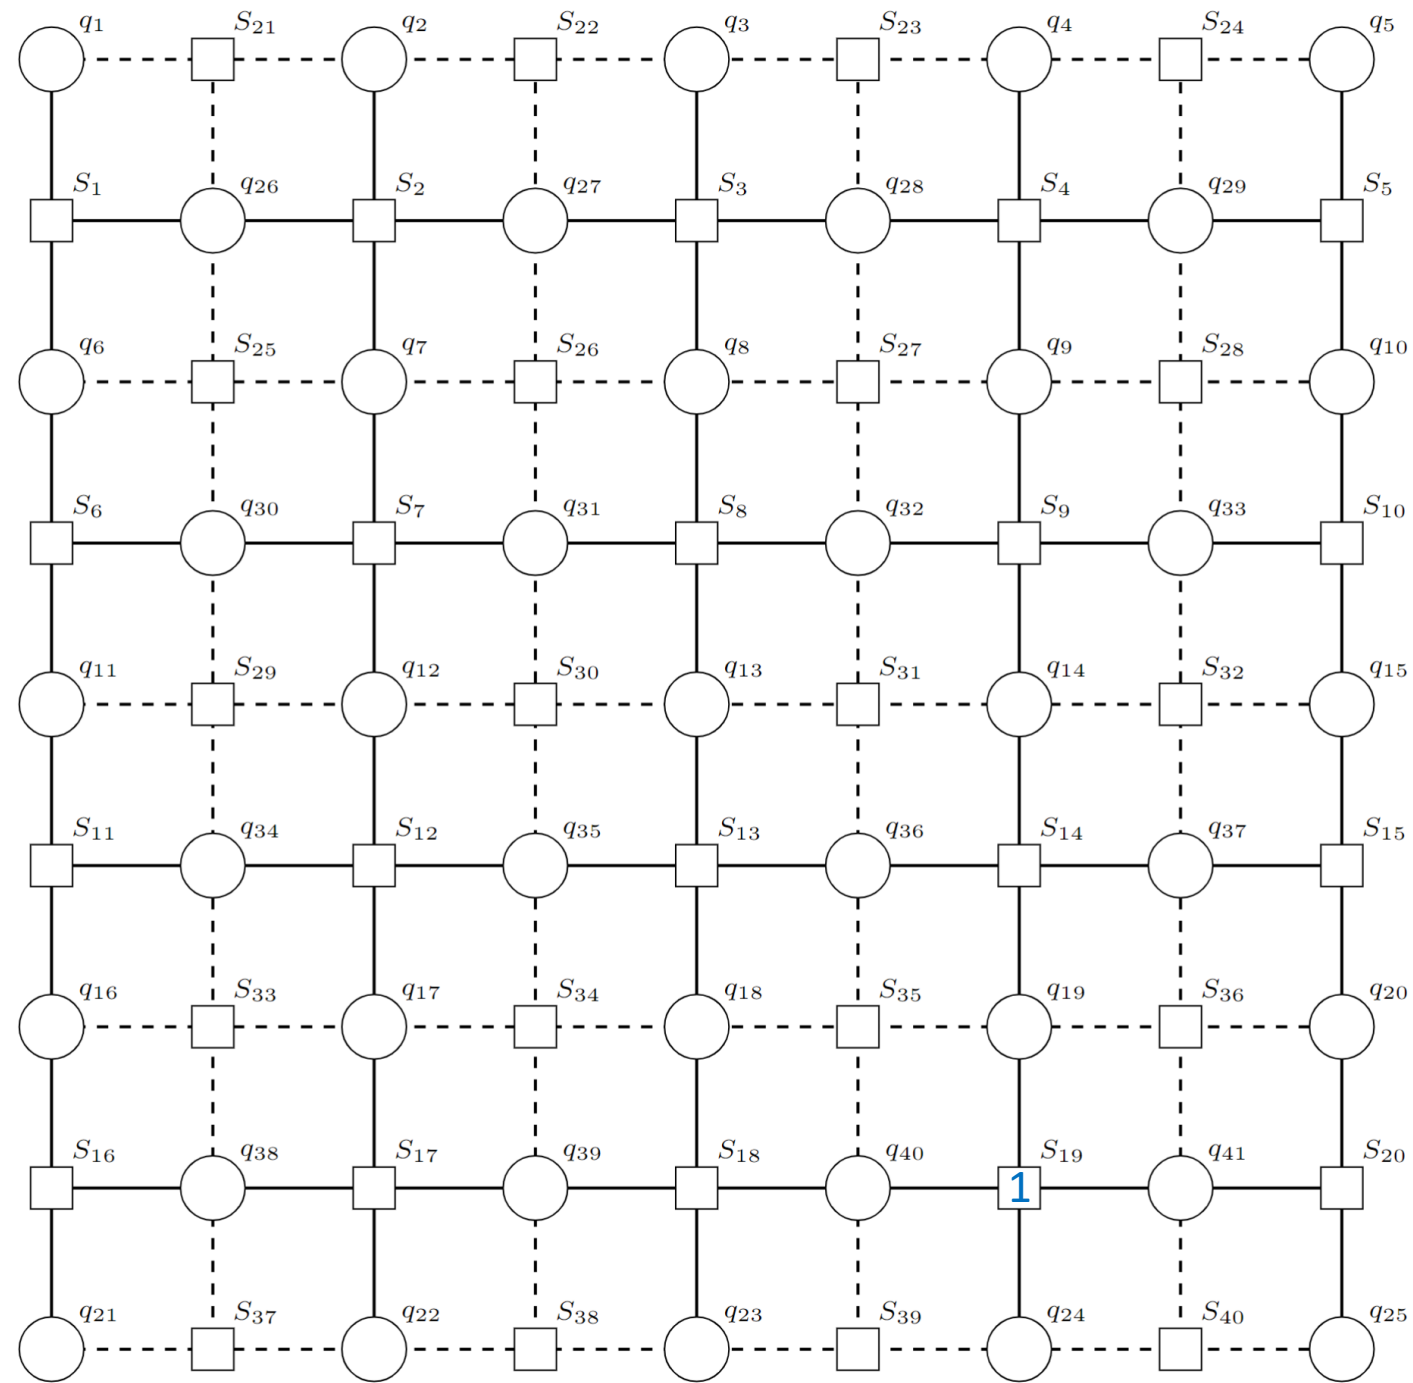 q1 S21 q2 S22 q3 S23 q4 S24 q5
S1 q26 S2 q27 S3 q28 S4 q29 S5
q6 S25 q7 S26 q8 S27 q9 S28 q10
S6 q30 S7 q31 S8 q32 S9 q33 S10
q11 S29 q12 S30 q13 S31 q14 S32 q15
S11 q34 S12 q35 S13 q36 S14 q37 S15
q16 S33 q17 S34 q18 S35 q19 S36 q20
S16 q38 S17 q39 S18 q40 S19 q41 S20
1
q21 S37 q22 S38 q23 S39 q24 S40 q25